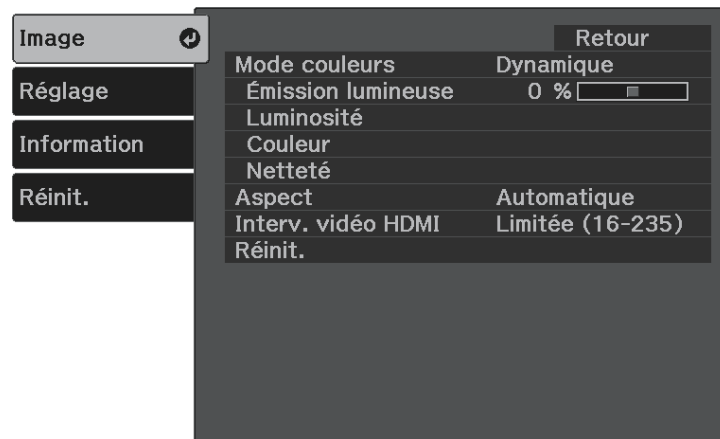 Image
Réglage
Information
Réinit.
Retour
Mode couleurs Dynamique
Émission lumineuse 0 %
Luminosité
Couleur
Netteté
Aspect Automatique
Interv. vidéo HDMI Limitée (16-235)
Réinit.